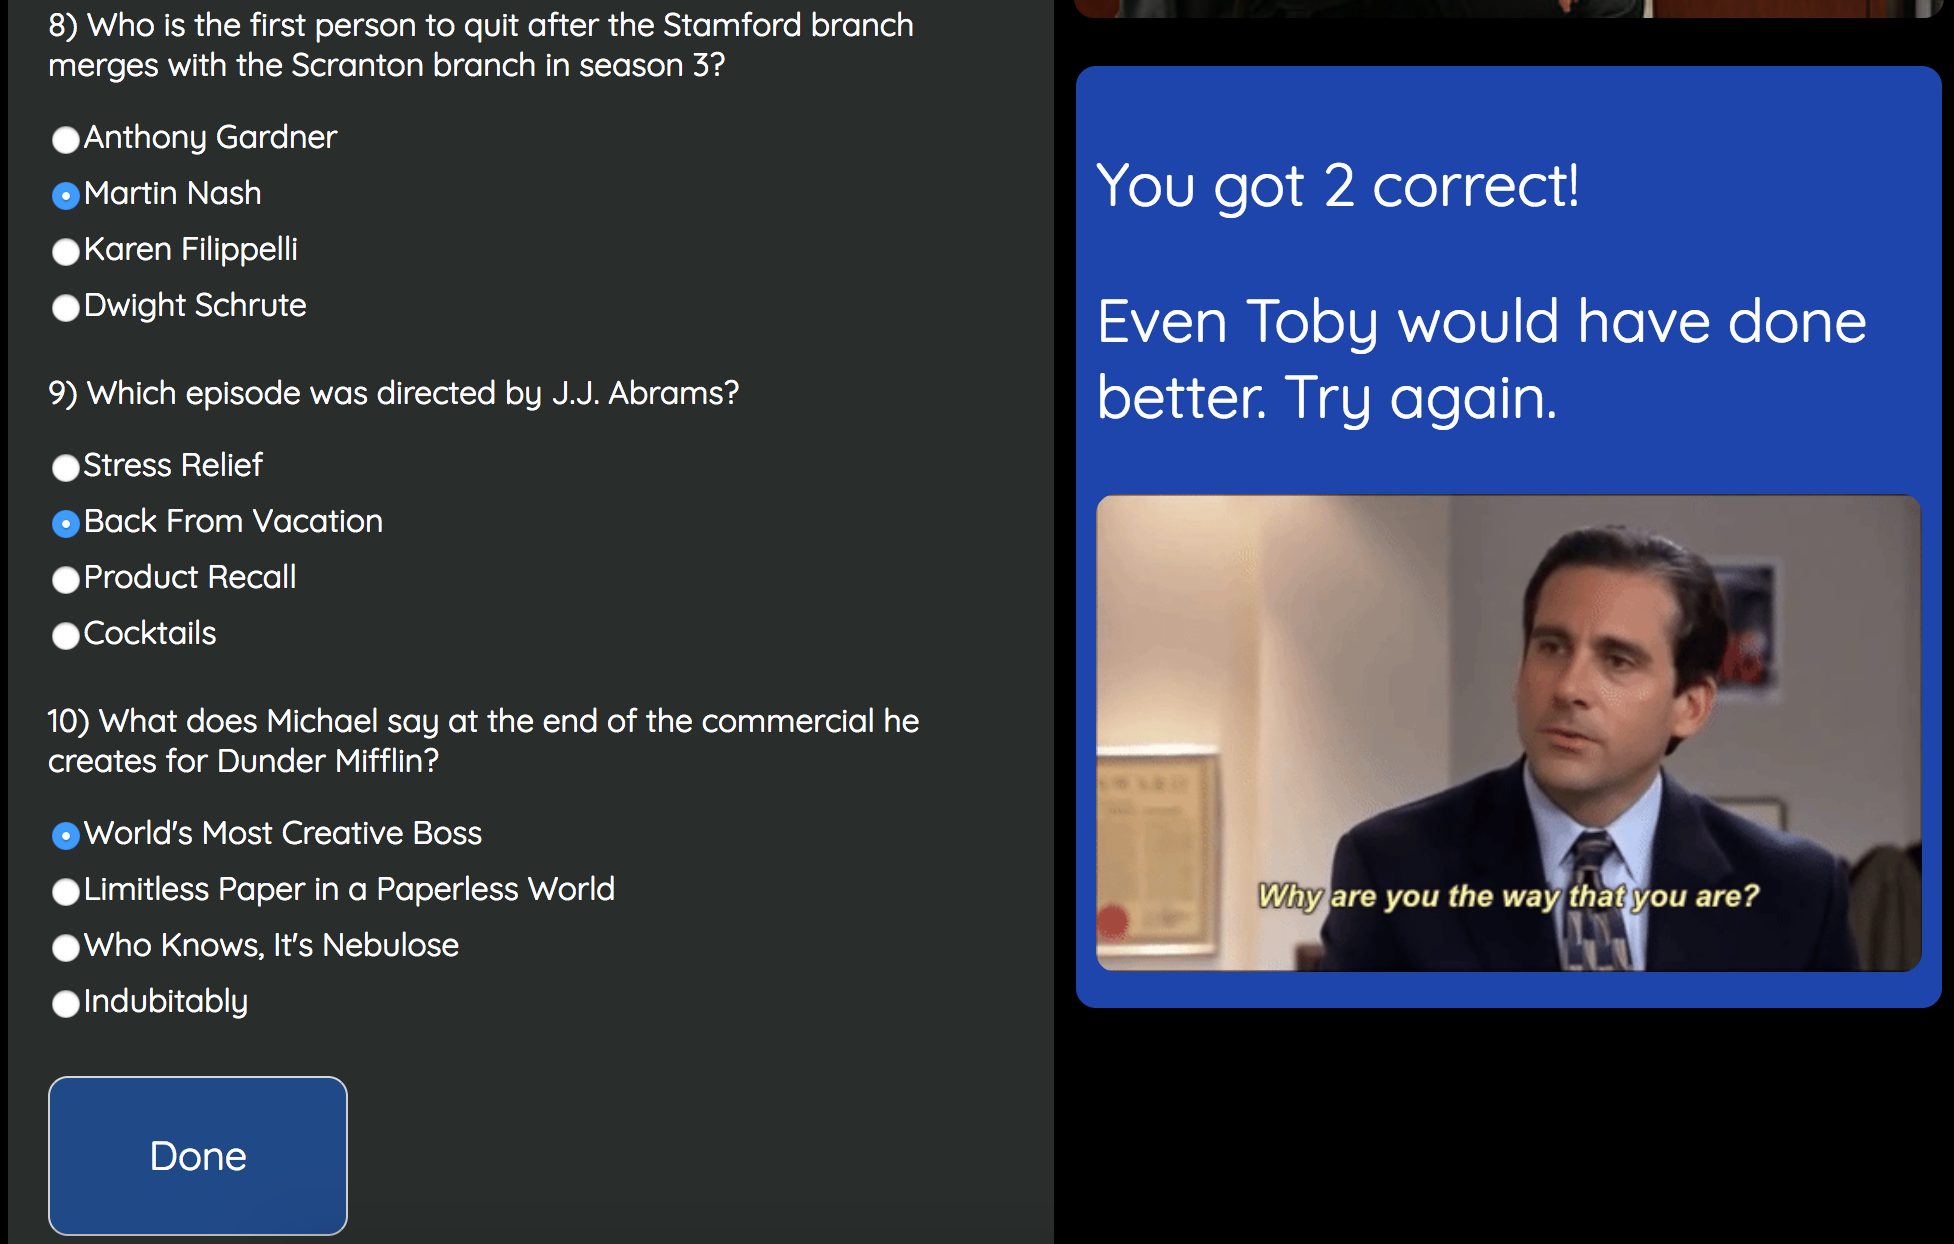 8) Who is the first person to quit after the Stamford branch
merges with the Scranton branch in season 3?
Anthony Gardner
Martin Nash
Karen Filippelli
Dwight Schrute
9) Which episode was directed by J.J. Abrams?
Stress Relief
Back From Vacation
Product Recall
Cocktails
10) What does Michael say at the end of the commercial he
creates for Dunder Mifflin?
World's Most Creative Boss
Limitless Paper in a Paperless World
Who Knows, It's Nebulose
Indubitably
Done
You got 2 correct!
Even Toby would have done
better. Try again.
Why are you the way that you are?